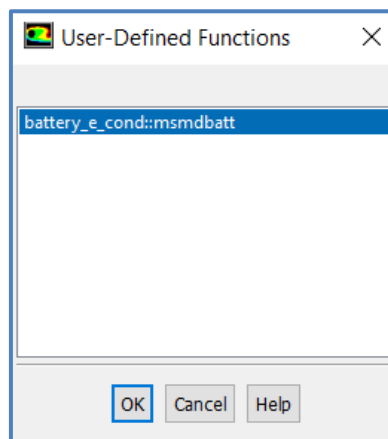 User-Defined Functions
battery_e_cond::msmdbatt
OK Cancel Help